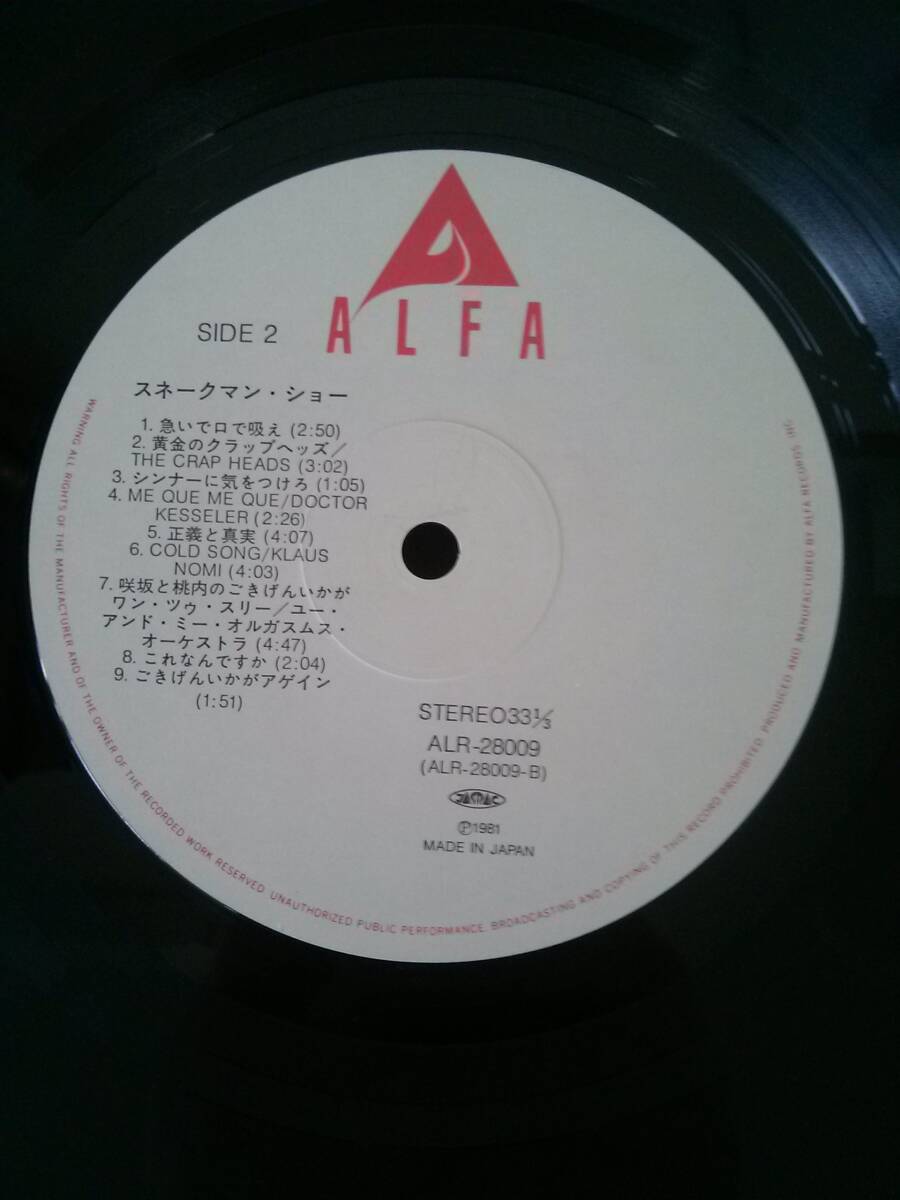 ALFA
SIDE 2
スネークマン・ショー
1. 急いで口で吸え (2:50)
2. 黄金のクラップヘッズ/
THE CRAP HEADS (3:02)
3. シンナーに気をつけろ (1:05)
4. ME QUE ME QUE/DOCTOR
KESSELER (2:26)
5. 正義と真実 (4:07)
6. COLD SONG/KLAUS
NOMI (4:03)
7. 咲坂と桃内のごきげんいかが
ワン・ツゥ・スリー/ユー・
アンド・ミー・オルガスムス・
オーケストラ (4:47)
8. これなんですか (2:04)
9. ごきげんいかがアゲイン
(1:51)
STEREO33⅓
ALR-28009
(ALR-28009-B)
JASRAC
Ⓟ1981
MADE IN JAPAN
WARNING ALL RIGHTS OF THE MANUFACTURER AND OF THE OWNER OF THE RECORDED WORK RESERVED. UNAUTHORIZED PUBLIC PERFORMANCE, BROADCASTING AND COPYING OF THIS RECORD PROHIBITED. PRODUCED AND MANUFACTURED BY ALFA RECORDS, INC.